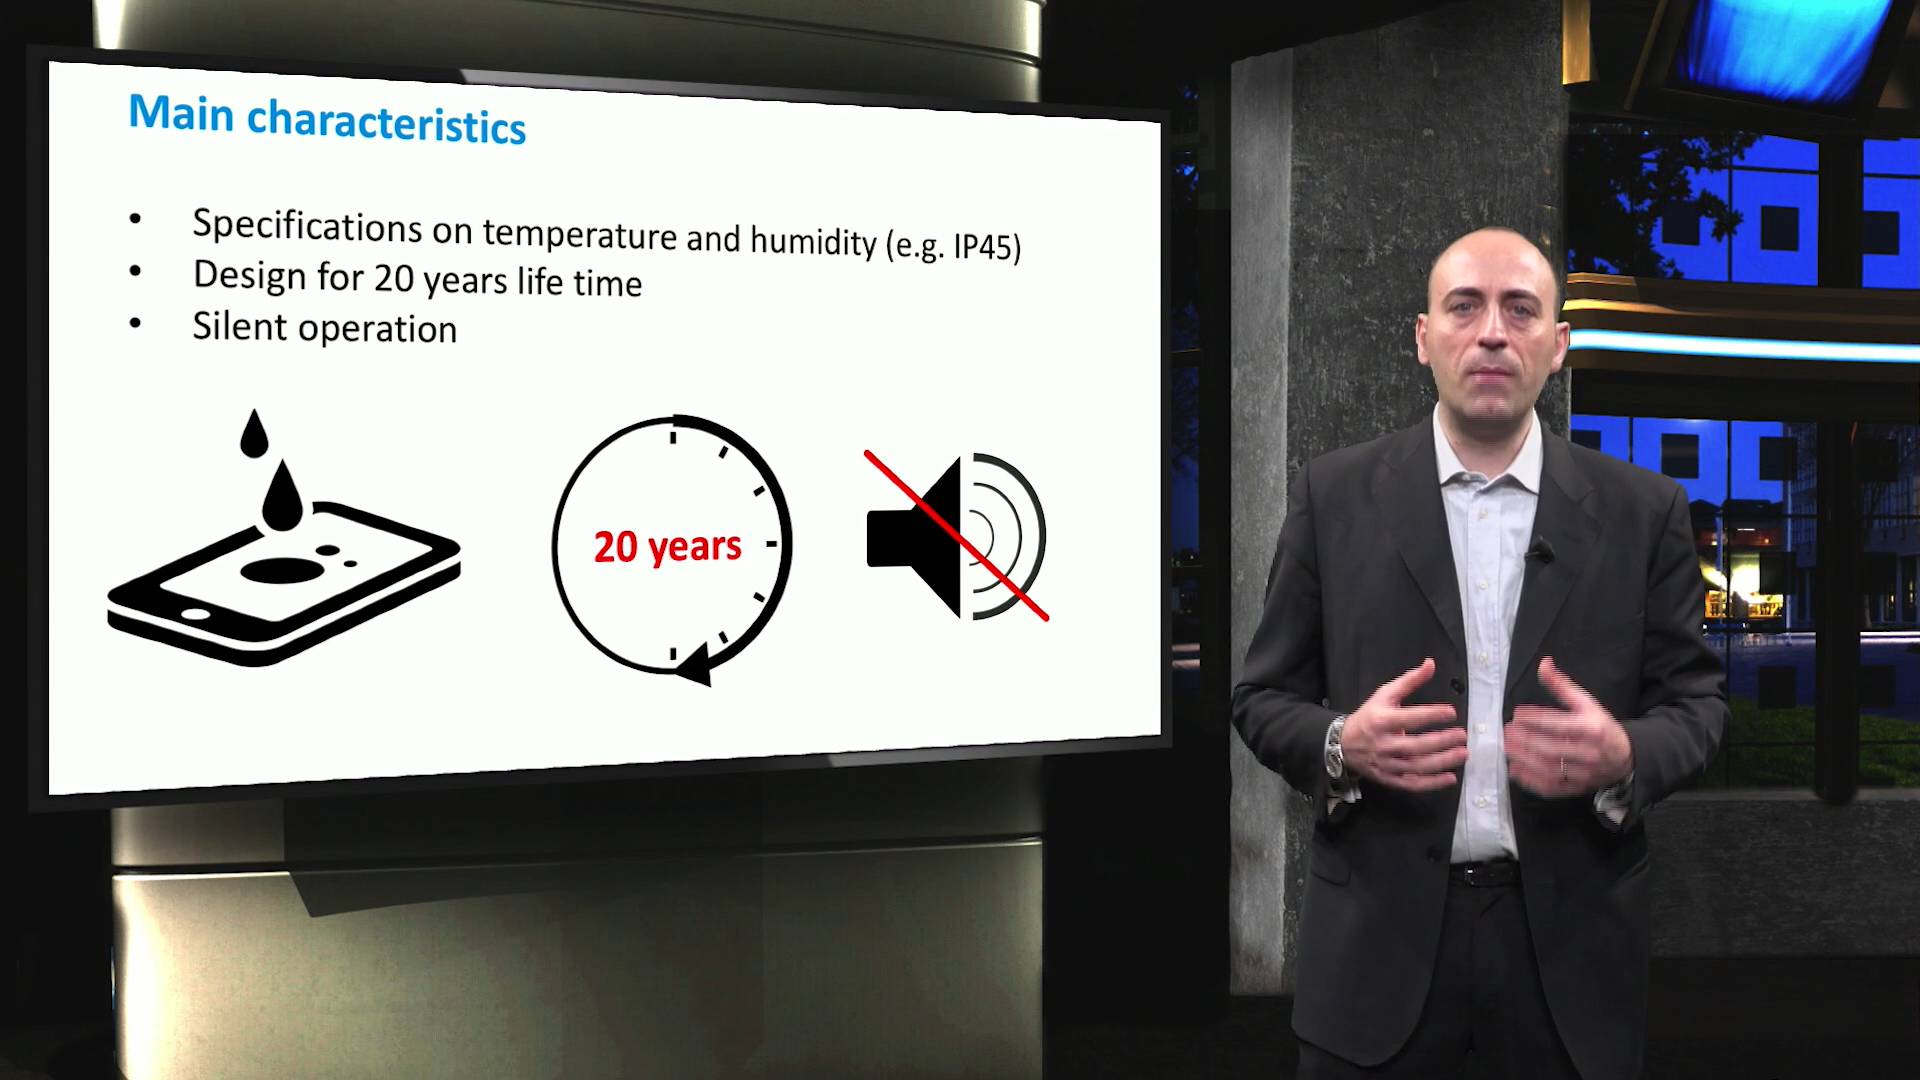 Main characteristics
• Specifications on temperature and humidity (e.g. IP45)
• Design for 20 years life time
• Silent operation
20 years